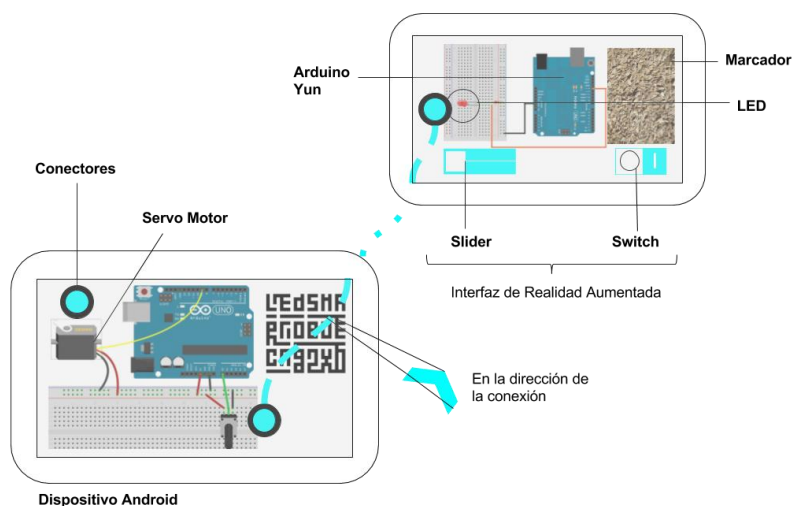 Arduino
Yun
Marcador
LED
Conectores
Servo Motor
Slider
Switch
Interfaz de Realidad Aumentada
UNO
En la dirección de
la conexión
Dispositivo Android